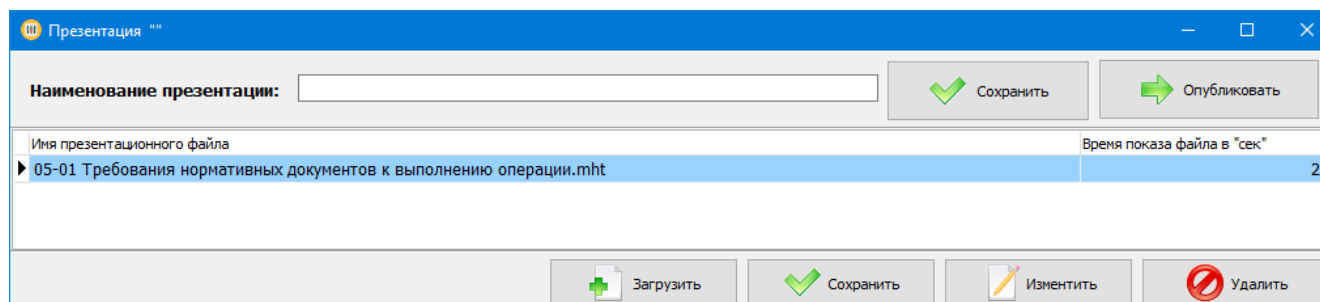 Презентация ""
Наименование презентации:
Сохранить
Опубликовать
Имя презентационного файла
Время показа файла в "сек"
05-01 Требования нормативных документов к выполнению операции.mht
2
Загрузить
Сохранить
Изментить
Удалить